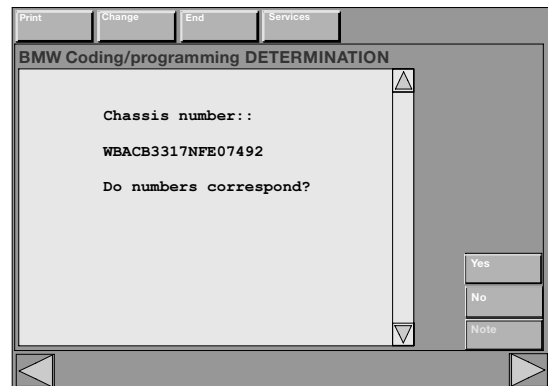 Print Change End Services
BMW Coding/programming DETERMINATION
Chassis number::
WBACB3317NFE07492
Do numbers correspond?
Yes
No
Note